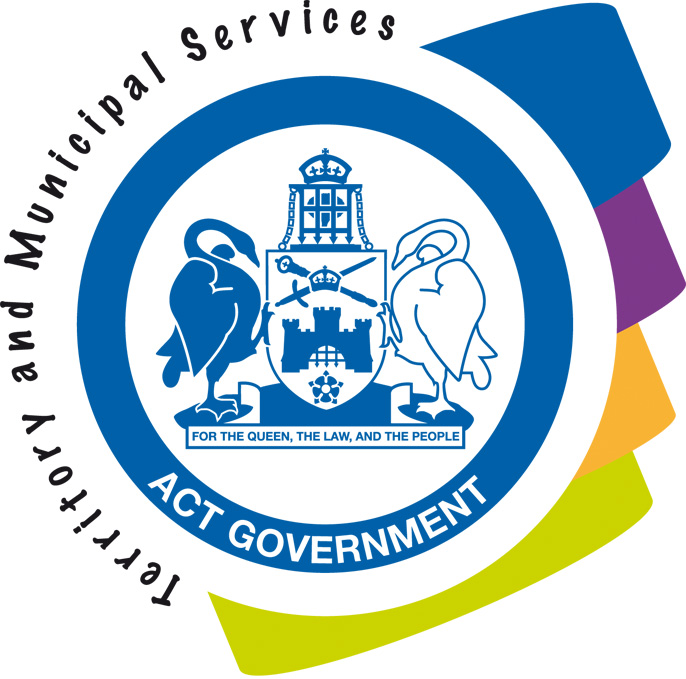 Territory and Municipal Services
FOR THE QUEEN, THE LAW, AND THE PEOPLE
ACT GOVERNMENT